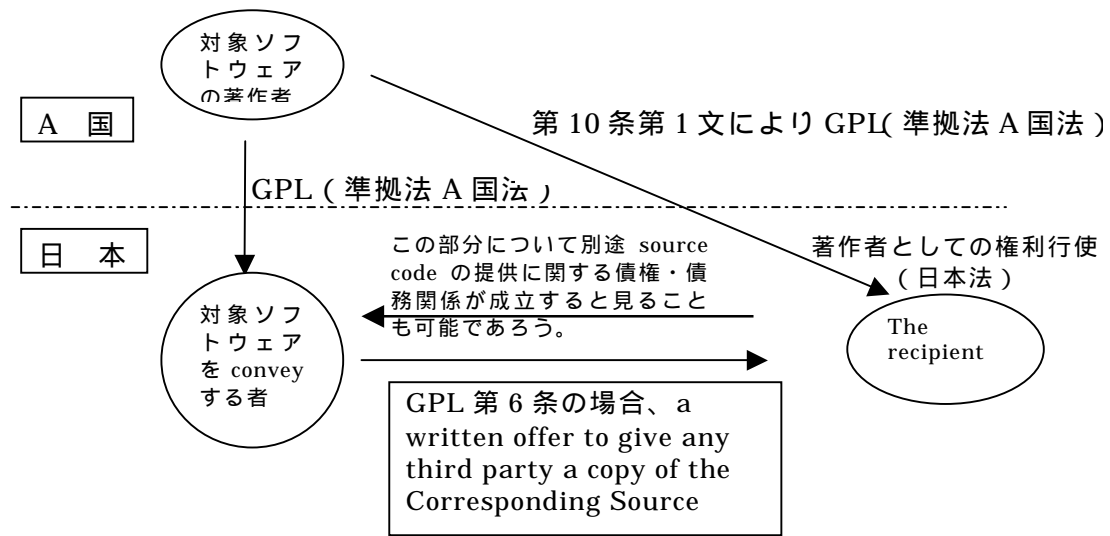 対象ソフ
トウェア
の著作者
A 国
第 10 条第 1 文により GPL( 準拠法 A 国法 )
GPL ( 準拠法 A 国法 )
日 本
この部分について別途 source
code の提供に関する債権・債
務関係が成立すると見ること
も可能であろう。
著作者としての権利行使
( 日本法 )
対象ソフ
トウェア
を convey
する者
The
recipient
GPL 第 6 条の場合、a
written offer to give any
third party a copy of the
Corresponding Source